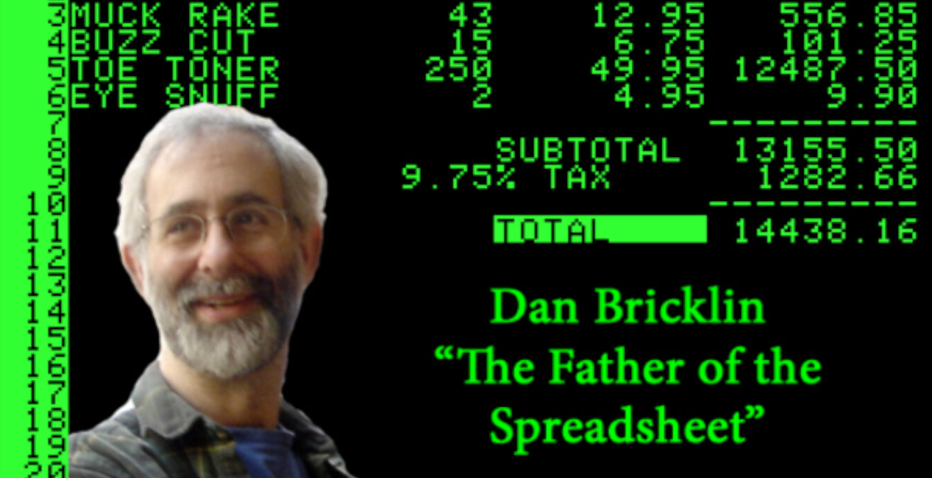 3 MUCK RAKE 43 12.95 556.85
4 BUZZ CUT 15 6.75 101.25
5 TOE TONER 250 49.95 12487.50
6 EYE SNUFF 2 4.95 9.90
7 ---------
8 SUBTOTAL 13155.50
9 9.75% TAX 1282.66
10 ---------
11 TOTAL 14438.16
12
13
14
15
16
17
18
19
20
Dan Bricklin
“The Father of the
Spreadsheet”